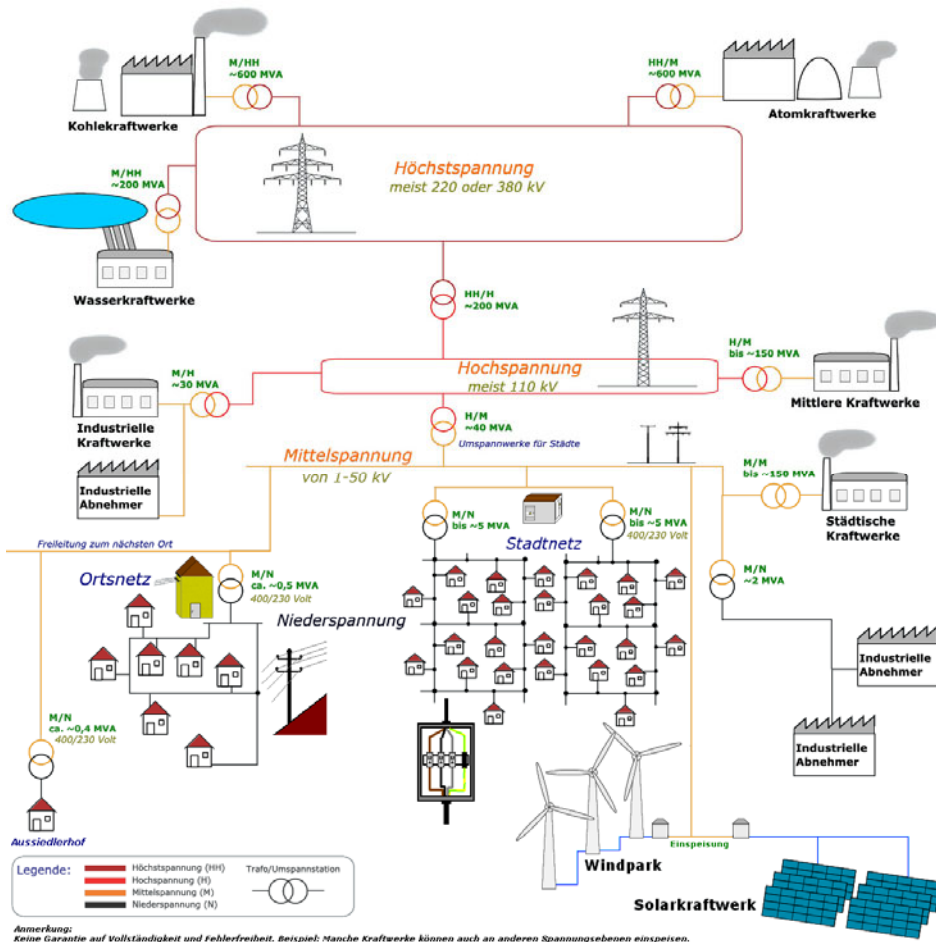 M/HH
~600 MVA
HH/M
~600 MVA
Kohlekraftwerke
Atomkraftwerke
Höchstspannung
meist 220 oder 380 kV
M/HH
~200 MVA
Wasserkraftwerke
HH/H
~200 MVA
H/M
bis ~150 MVA
Hochspannung
meist 110 kV
M/H
~30 MVA
Industrielle
Kraftwerke
Mittlere Kraftwerke
H/M
~40 MVA
Umspannwerke für Städte
Mittelspannung
von 1-50 kV
Industrielle
Abnehmer
M/M
bis ~150 MVA
Städtische
Kraftwerke
M/N
bis ~5 MVA
M/N
bis ~5 MVA
400/230 Volt
Freileitung zum nächsten Ort
Stadtnetz
Ortsnetz
M/N
ca. ~0,5 MVA
400/230 Volt
M/N
~2 MVA
Niederspannung
Industrielle
Abnehmer
M/N
ca. ~0,4 MVA
400/230 Volt
Industrielle
Abnehmer
Aussiedlerhof
Einspeisung
Windpark
Solarkraftwerk
Legende:
Höchstspannung (HH)
Hochspannung (H)
Mittelspannung (M)
Niederspannung (N)
Trafo/Umspannstation
Anmerkung:
Keine Garantie auf Vollständigkeit und Fehlerfreiheit. Beispiel: Manche Kraftwerke können auch an anderen Spannungsebenen einspeisen.